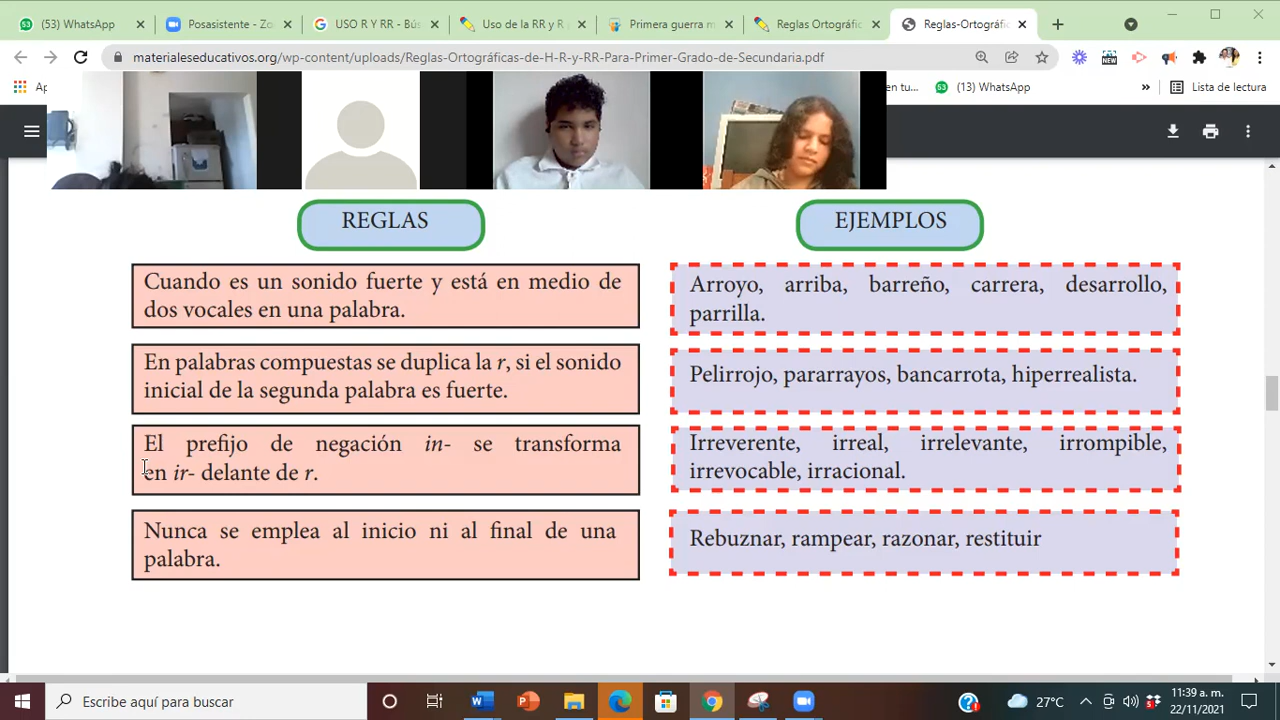 (53) WhatsApp
Posasistente - Zo
USO R Y RR - Bús
Uso de la RR y R
Primera guerra m
Reglas Ortográfic
Reglas-Ortográfi
materialeseducativos.org/wp-content/uploads/Reglas-Ortográficas-de-H-R-y-RR-Para-Primer-Grado-de-Secundaria.pdf
NEW
Ap
en tu...
(13) WhatsApp
»
Lista de lectura
REGLAS
EJEMPLOS
Cuando es un sonido fuerte y está en medio de
dos vocales en una palabra.
Arroyo, arriba, barreño, carrera, desarrollo,
parrilla.
En palabras compuestas se duplica la r, si el sonido
inicial de la segunda palabra es fuerte.
Pelirrojo, pararrayos, bancarrota, hiperrealista.
El prefijo de negación in- se transforma
en ir- delante de r.
Irreverente, irreal, irrelevante, irrompible,
irrevocable, irracional.
Nunca se emplea al inicio ni al final de una
palabra.
Rebuznar, rampear, razonar, restituir
Escribe aquí para buscar
27°C
11:39 a. m.
22/11/2021